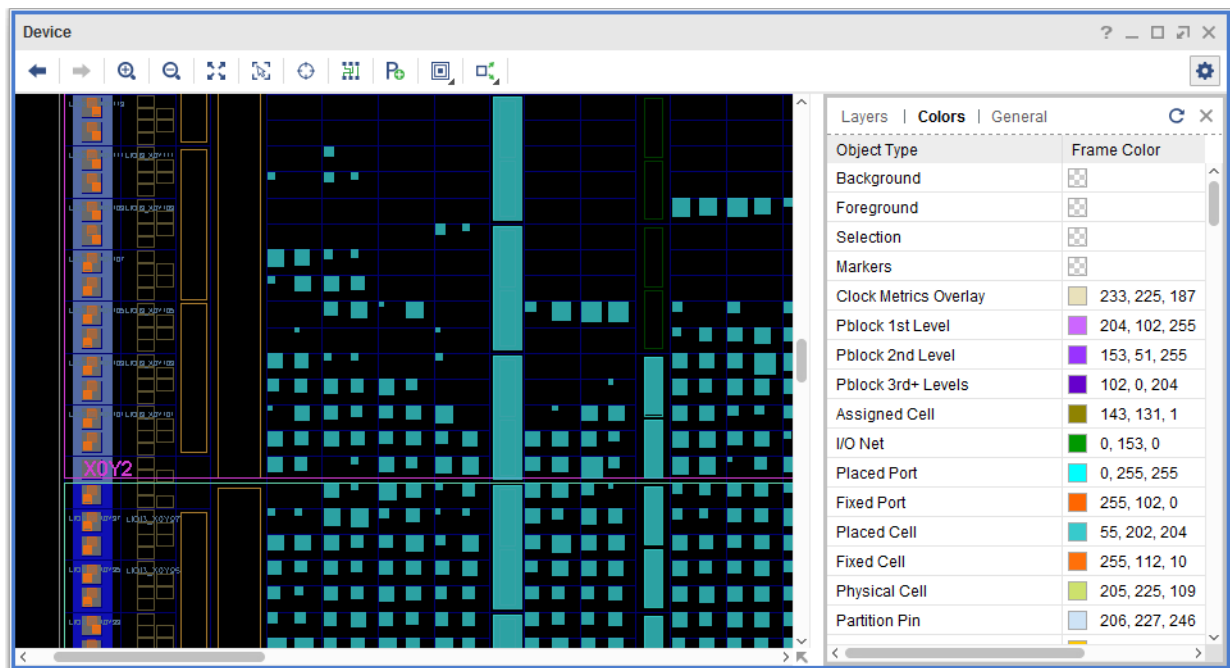 Device
Layers | Colors | General
Object Type Frame Color
Background
Foreground
Selection
Markers
Clock Metrics Overlay 233, 225, 187
Pblock 1st Level 204, 102, 255
Pblock 2nd Level 153, 51, 255
Pblock 3rd+ Levels 102, 0, 204
Assigned Cell 143, 131, 1
I/O Net 0, 153, 0
Placed Port 0, 255, 255
Fixed Port 255, 102, 0
Placed Cell 55, 202, 204
Fixed Cell 255, 112, 10
Physical Cell 205, 225, 109
Partition Pin 206, 227, 246
X0Y2